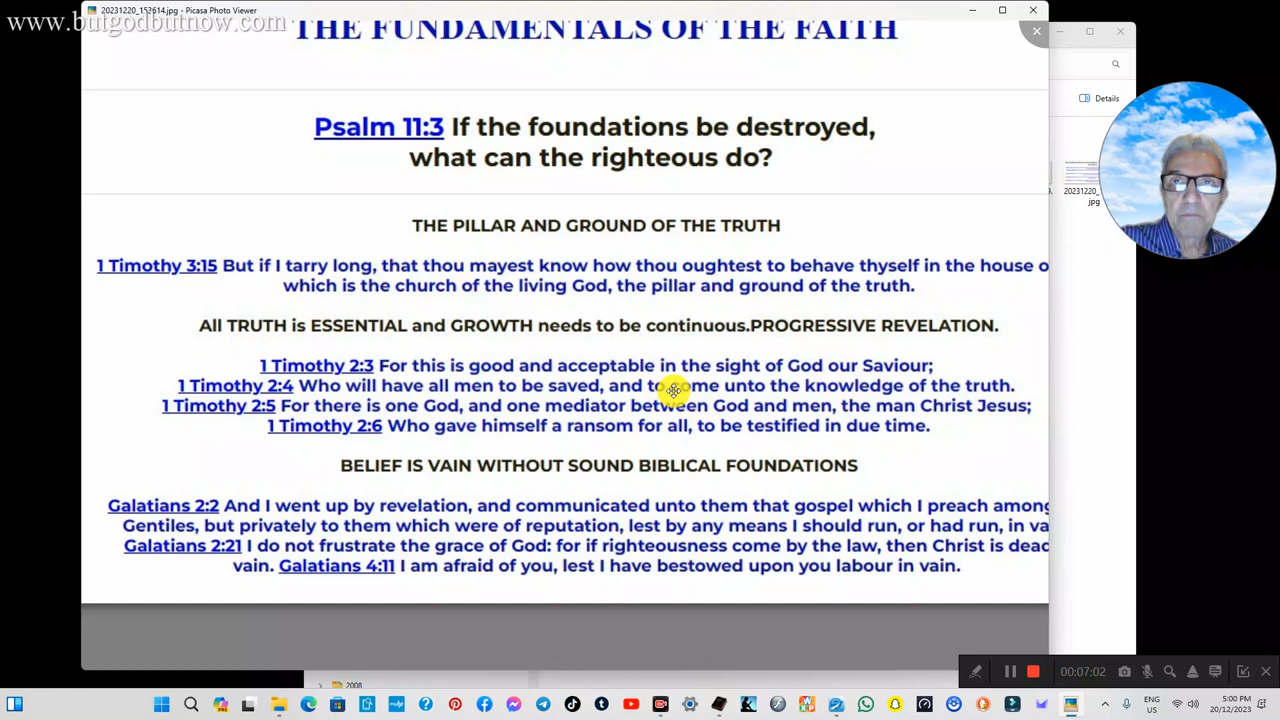 20231220_153614.jpg - Picasa Photo Viewer
www.butgodbutnow.com
THE FUNDAMENTALS OF THE FAITH
Details
Psalm 11:3 If the foundations be destroyed,
what can the righteous do?
20231220_
jpg
THE PILLAR AND GROUND OF THE TRUTH
1 Timothy 3:15 But if I tarry long, that thou mayest know how thou oughtest to behave thyself in the house o
which is the church of the living God, the pillar and ground of the truth.
All TRUTH is ESSENTIAL and GROWTH needs to be continuous.PROGRESSIVE REVELATION.
1 Timothy 2:3 For this is good and acceptable in the sight of God our Saviour;
1 Timothy 2:4 Who will have all men to be saved, and to come unto the knowledge of the truth.
1 Timothy 2:5 For there is one God, and one mediator between God and men, the man Christ Jesus;
1 Timothy 2:6 Who gave himself a ransom for all, to be testified in due time.
BELIEF IS VAIN WITHOUT SOUND BIBLICAL FOUNDATIONS
Galatians 2:2 And I went up by revelation, and communicated unto them that gospel which I preach among
Gentiles, but privately to them which were of reputation, lest by any means I should run, or had run, in va
Galatians 2:21 I do not frustrate the grace of God: for if righteousness come by the law, then Christ is dead
vain. Galatians 4:11 I am afraid of you, lest I have bestowed upon you labour in vain.
00:07:02
2008
ENG
US
5:00 PM
20/12/2023